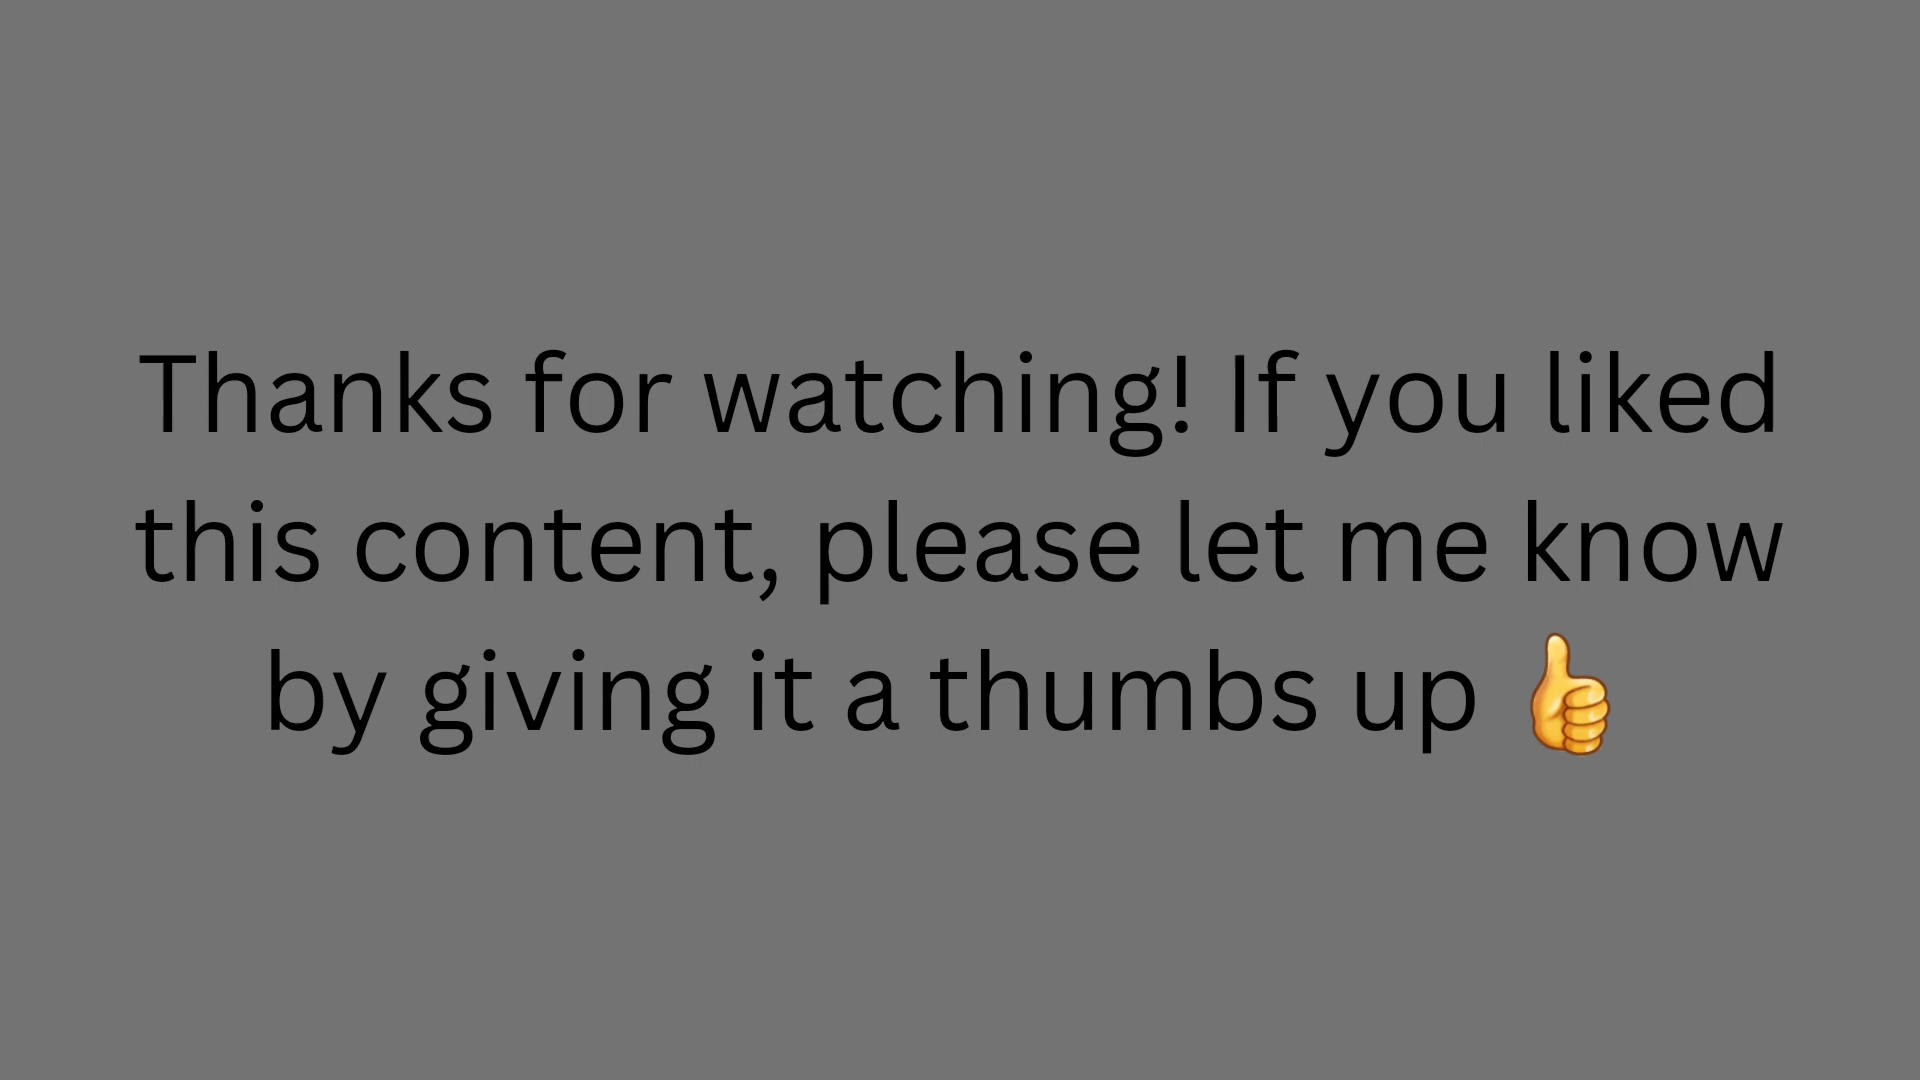 Thanks for watching! If you liked
this content, please let me know
by giving it a thumbs up 👍